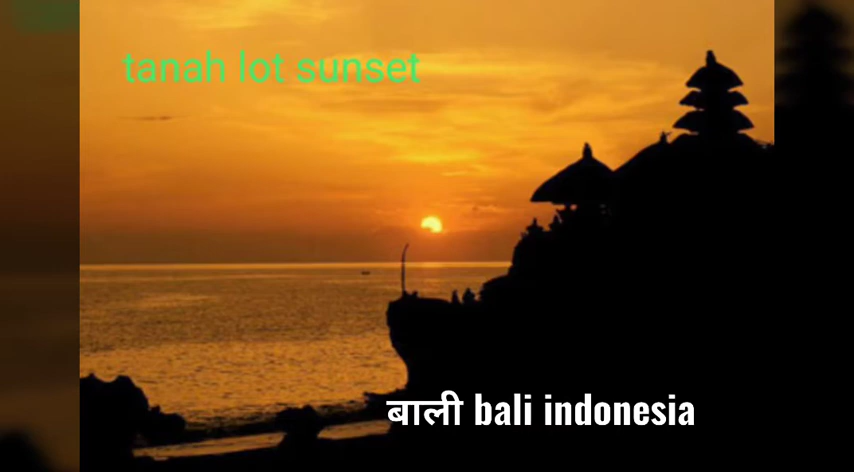 tanah lot sunset
बाली bali indonesia